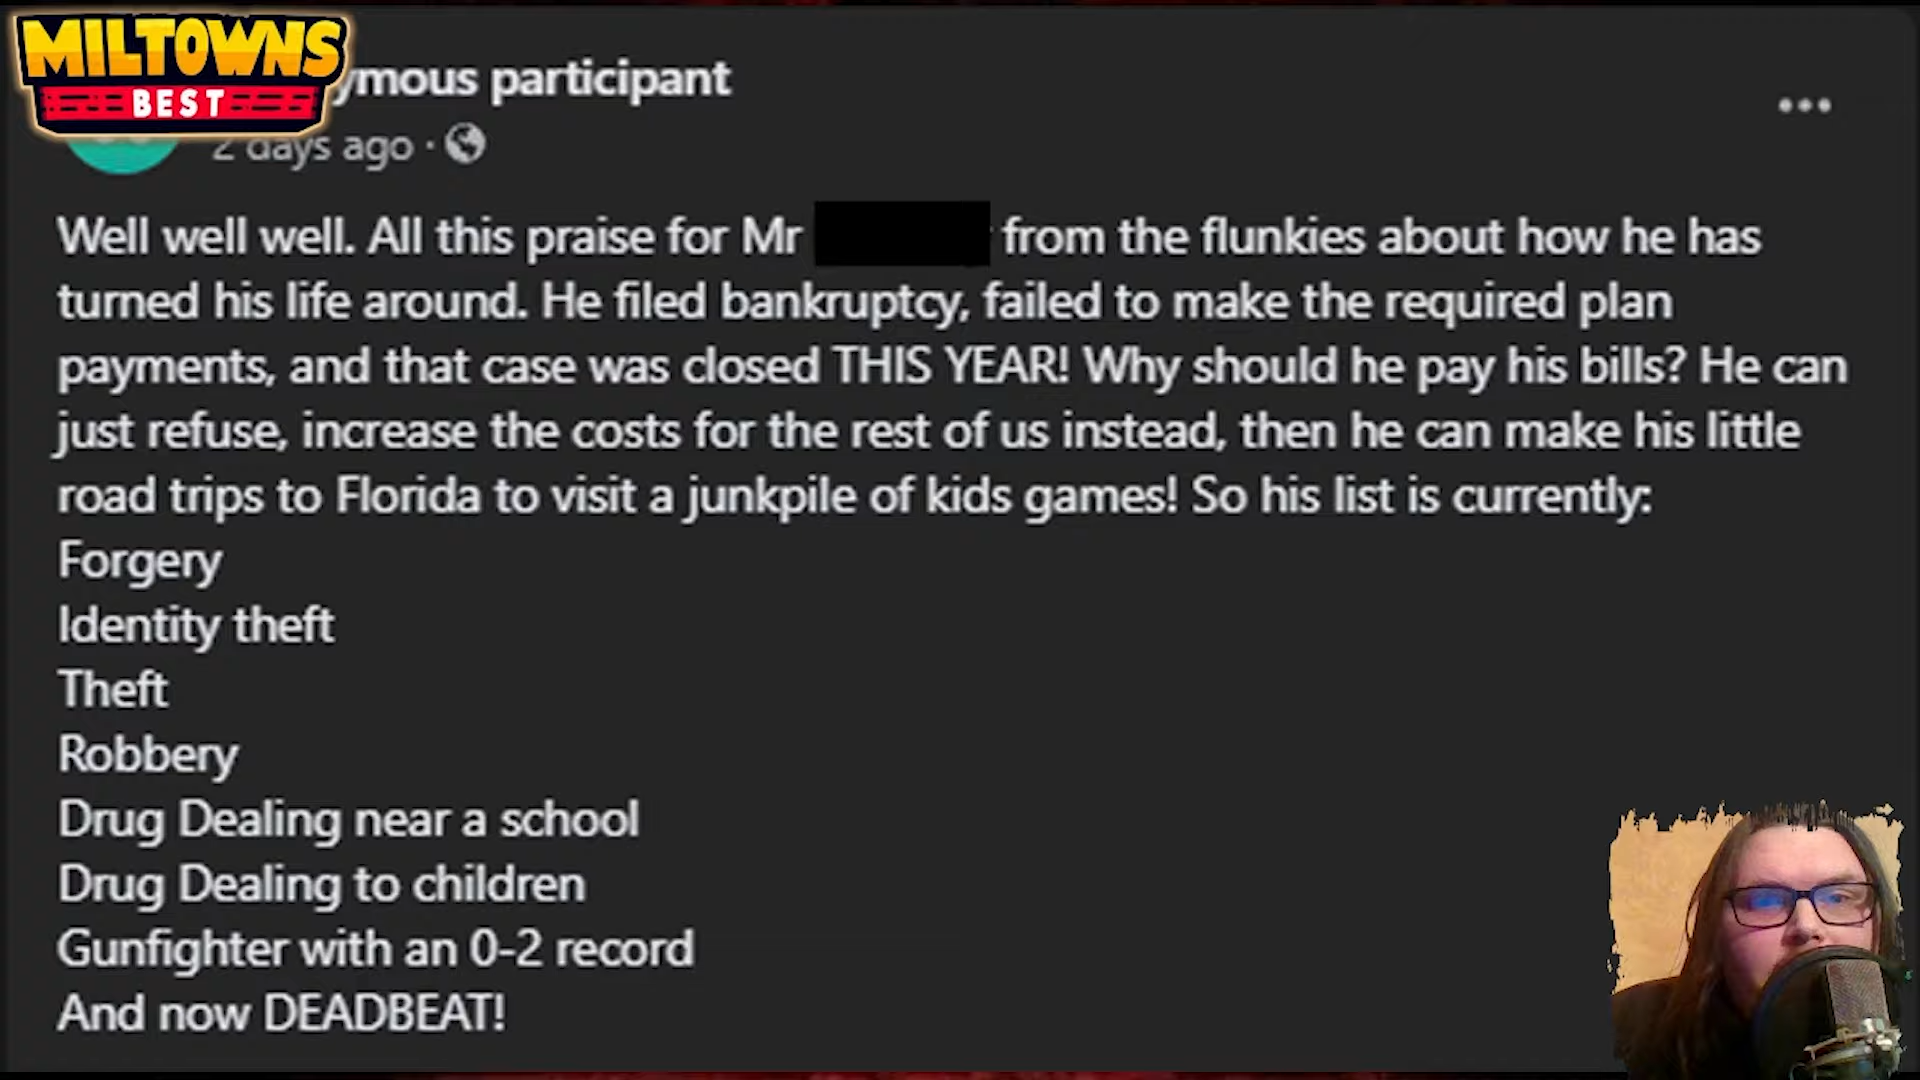 MILTOWNS
BEST
ymous participant
2 days ago ·
Well well well. All this praise for Mr from the flunkies about how he has
turned his life around. He filed bankruptcy, failed to make the required plan
payments, and that case was closed THIS YEAR! Why should he pay his bills? He can
just refuse, increase the costs for the rest of us instead, then he can make his little
road trips to Florida to visit a junkpile of kids games! So his list is currently:
Forgery
Identity theft
Theft
Robbery
Drug Dealing near a school
Drug Dealing to children
Gunfighter with an 0-2 record
And now DEADBEAT!